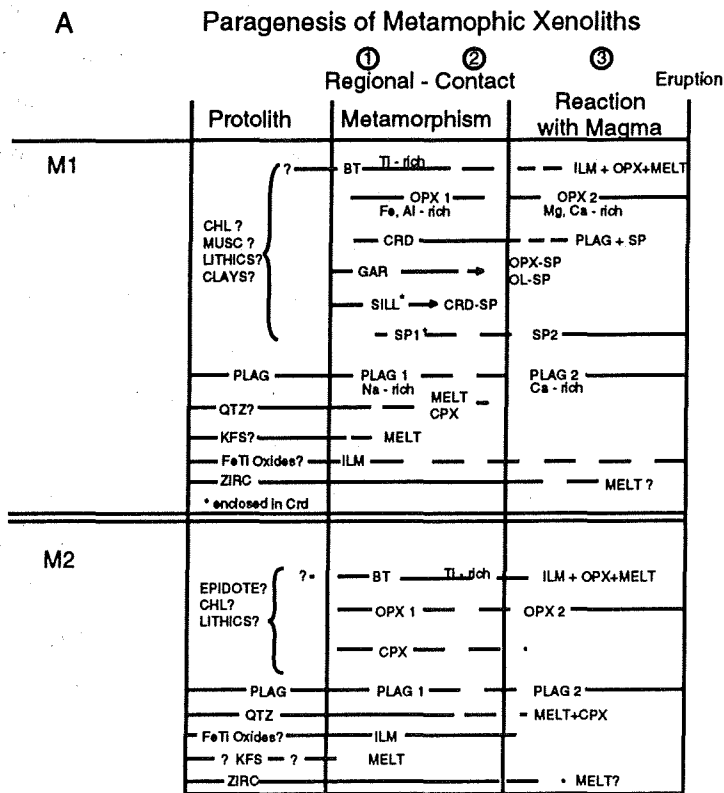 A
Paragenesis of Metamophic Xenoliths
① ② ③
Regional - Contact
Eruption
Protolith
Metamorphism
Reaction
with Magma
M1
? BT Ti - rich ILM + OPX+MELT
OPX 1 OPX 2
Fe, Al - rich Mg, Ca - rich
CHL ?
MUSC ?
LITHICS?
CLAYS?
CRD PLAG + SP
GAR OPX-SP
OL-SP
SILL* CRD-SP
SP1* SP2
PLAG PLAG 1 PLAG 2
Na - rich Ca - rich
QTZ? MELT
CPX
KFS? MELT
FeTi Oxides? ILM
ZIRC MELT ?
* enclosed in Crd
M2
?
EPIDOTE?
CHL?
LITHICS?
BT Ti - rich ILM + OPX+MELT
OPX 1 OPX 2
CPX
PLAG PLAG 1 PLAG 2
QTZ MELT+CPX
FeTi Oxides? ILM
? KFS ? MELT
ZIRC MELT?